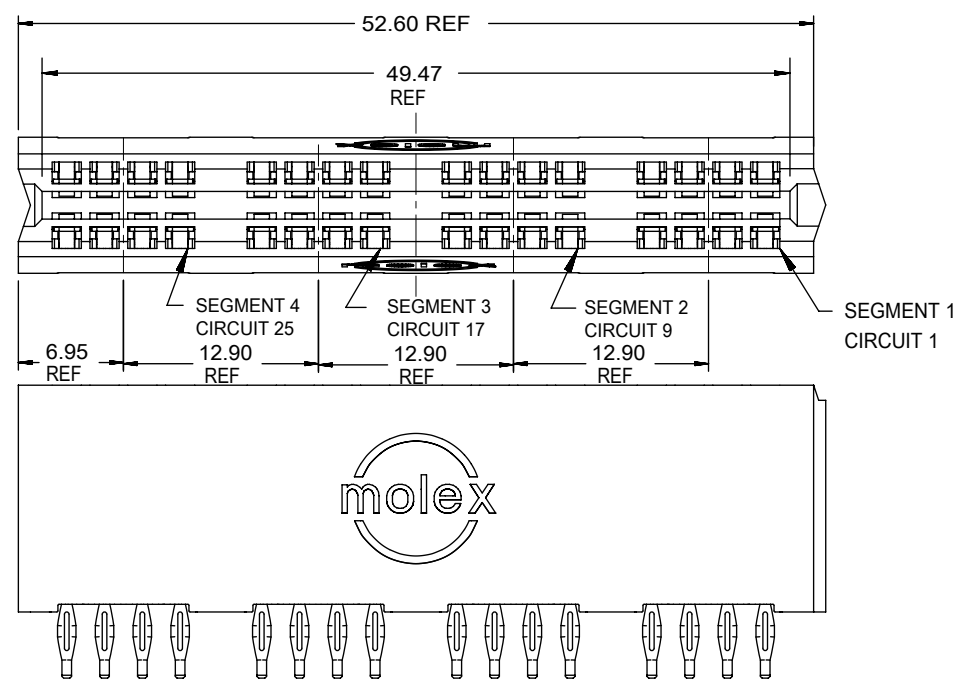 52.60 REF
49.47
REF
SEGMENT 4
CIRCUIT 25
SEGMENT 3
CIRCUIT 17
SEGMENT 2
CIRCUIT 9
SEGMENT 1
CIRCUIT 1
6.95
REF
12.90
REF
12.90
REF
12.90
REF
molex